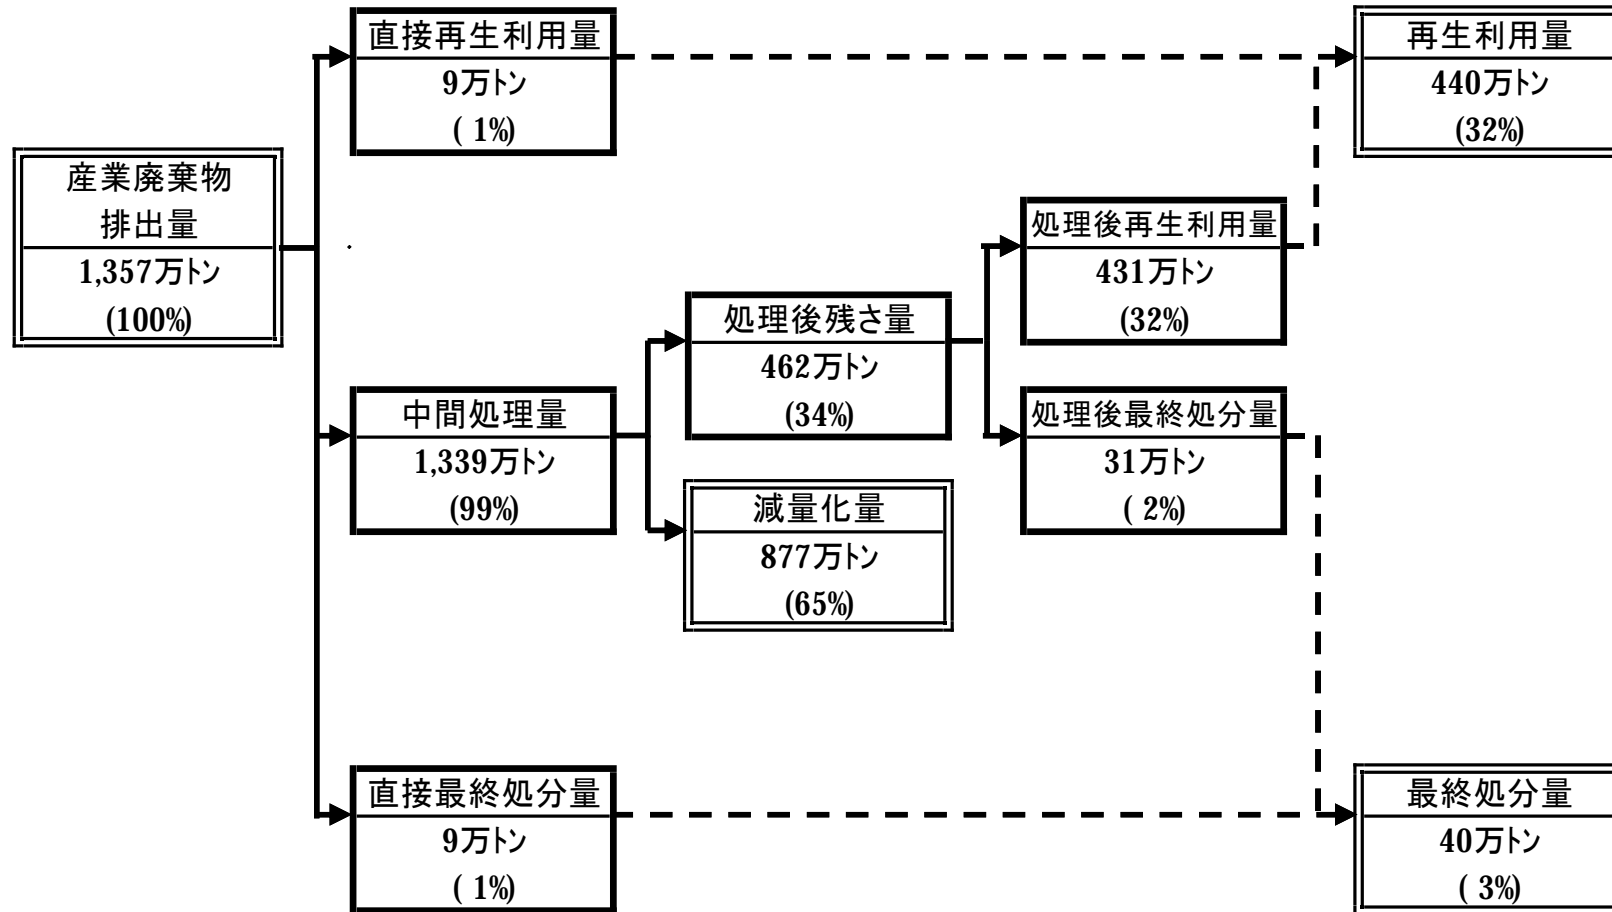 産業廃棄物
排出量
1,357万トン
(100%)
直接再生利用量
9万トン
( 1%)
中間処理量
1,339万トン
(99%)
直接最終処分量
9万トン
( 1%)
処理後残さ量
462万トン
(34%)
減量化量
877万トン
(65%)
処理後再生利用量
431万トン
(32%)
処理後最終処分量
31万トン
( 2%)
再生利用量
440万トン
(32%)
最終処分量
40万トン
( 3%)